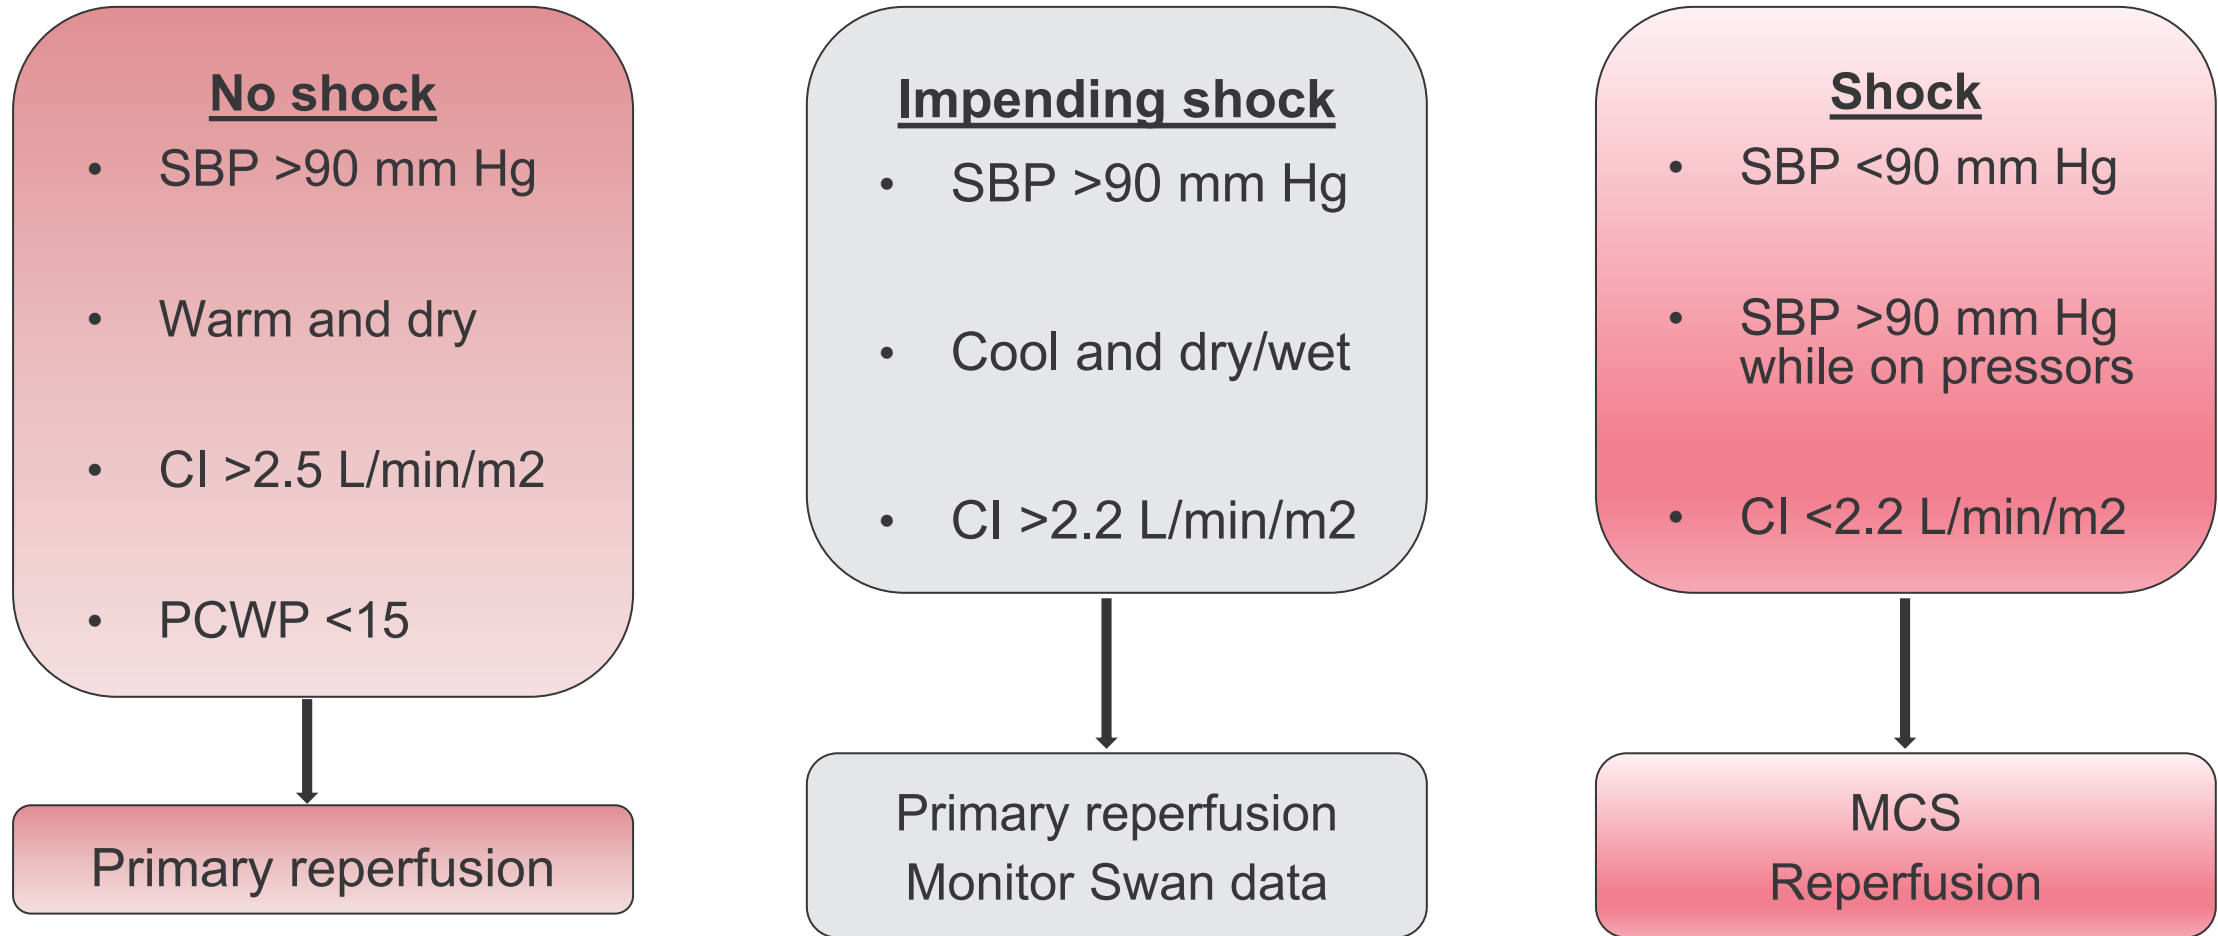 No shock
• SBP >90 mm Hg
• Warm and dry
• CI >2.5 L/min/m2
• PCWP <15
Primary reperfusion
Impending shock
• SBP >90 mm Hg
• Cool and dry/wet
• CI >2.2 L/min/m2
Primary reperfusion
Monitor Swan data
Shock
• SBP <90 mm Hg
• SBP >90 mm Hg
while on pressors
• CI <2.2 L/min/m2
MCS
Reperfusion